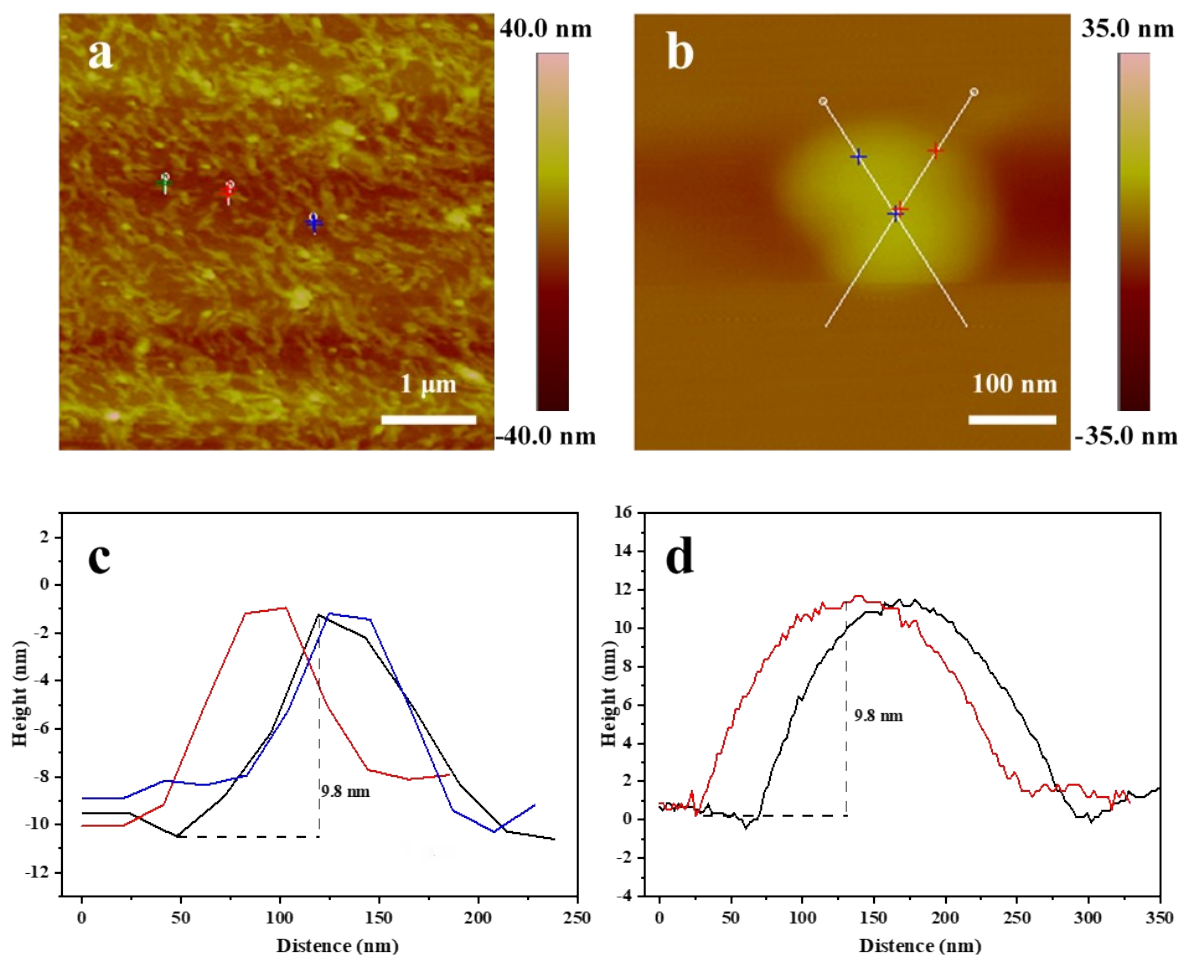 a
40.0 nm
1 μm
-40.0 nm
b
35.0 nm
100 nm
-35.0 nm
c
Height (nm)
2
0
-2
-4
-6
-8
-10
-12
9.8 nm
0 50 100 150 200 250
Distence (nm)
d
Height (nm)
16
14
12
10
8
6
4
2
0
-2
-4
9.8 nm
0 50 100 150 200 250 300 350
Distence (nm)